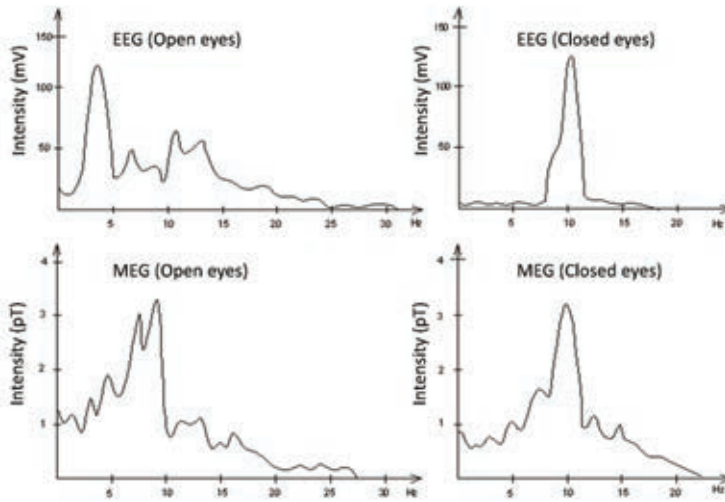 EEG (Open eyes)
Intensity (mV)
150
100
50
5
10
15
20
25
30
Hz
EEG (Closed eyes)
Intensity (mV)
150
100
50
5
10
15
20
Hz
MEG (Open eyes)
Intensity (pT)
4
3
2
1
5
10
15
20
25
30
Hz
MEG (Closed eyes)
Intensity (pT)
4
3
2
1
5
10
15
20
Hz